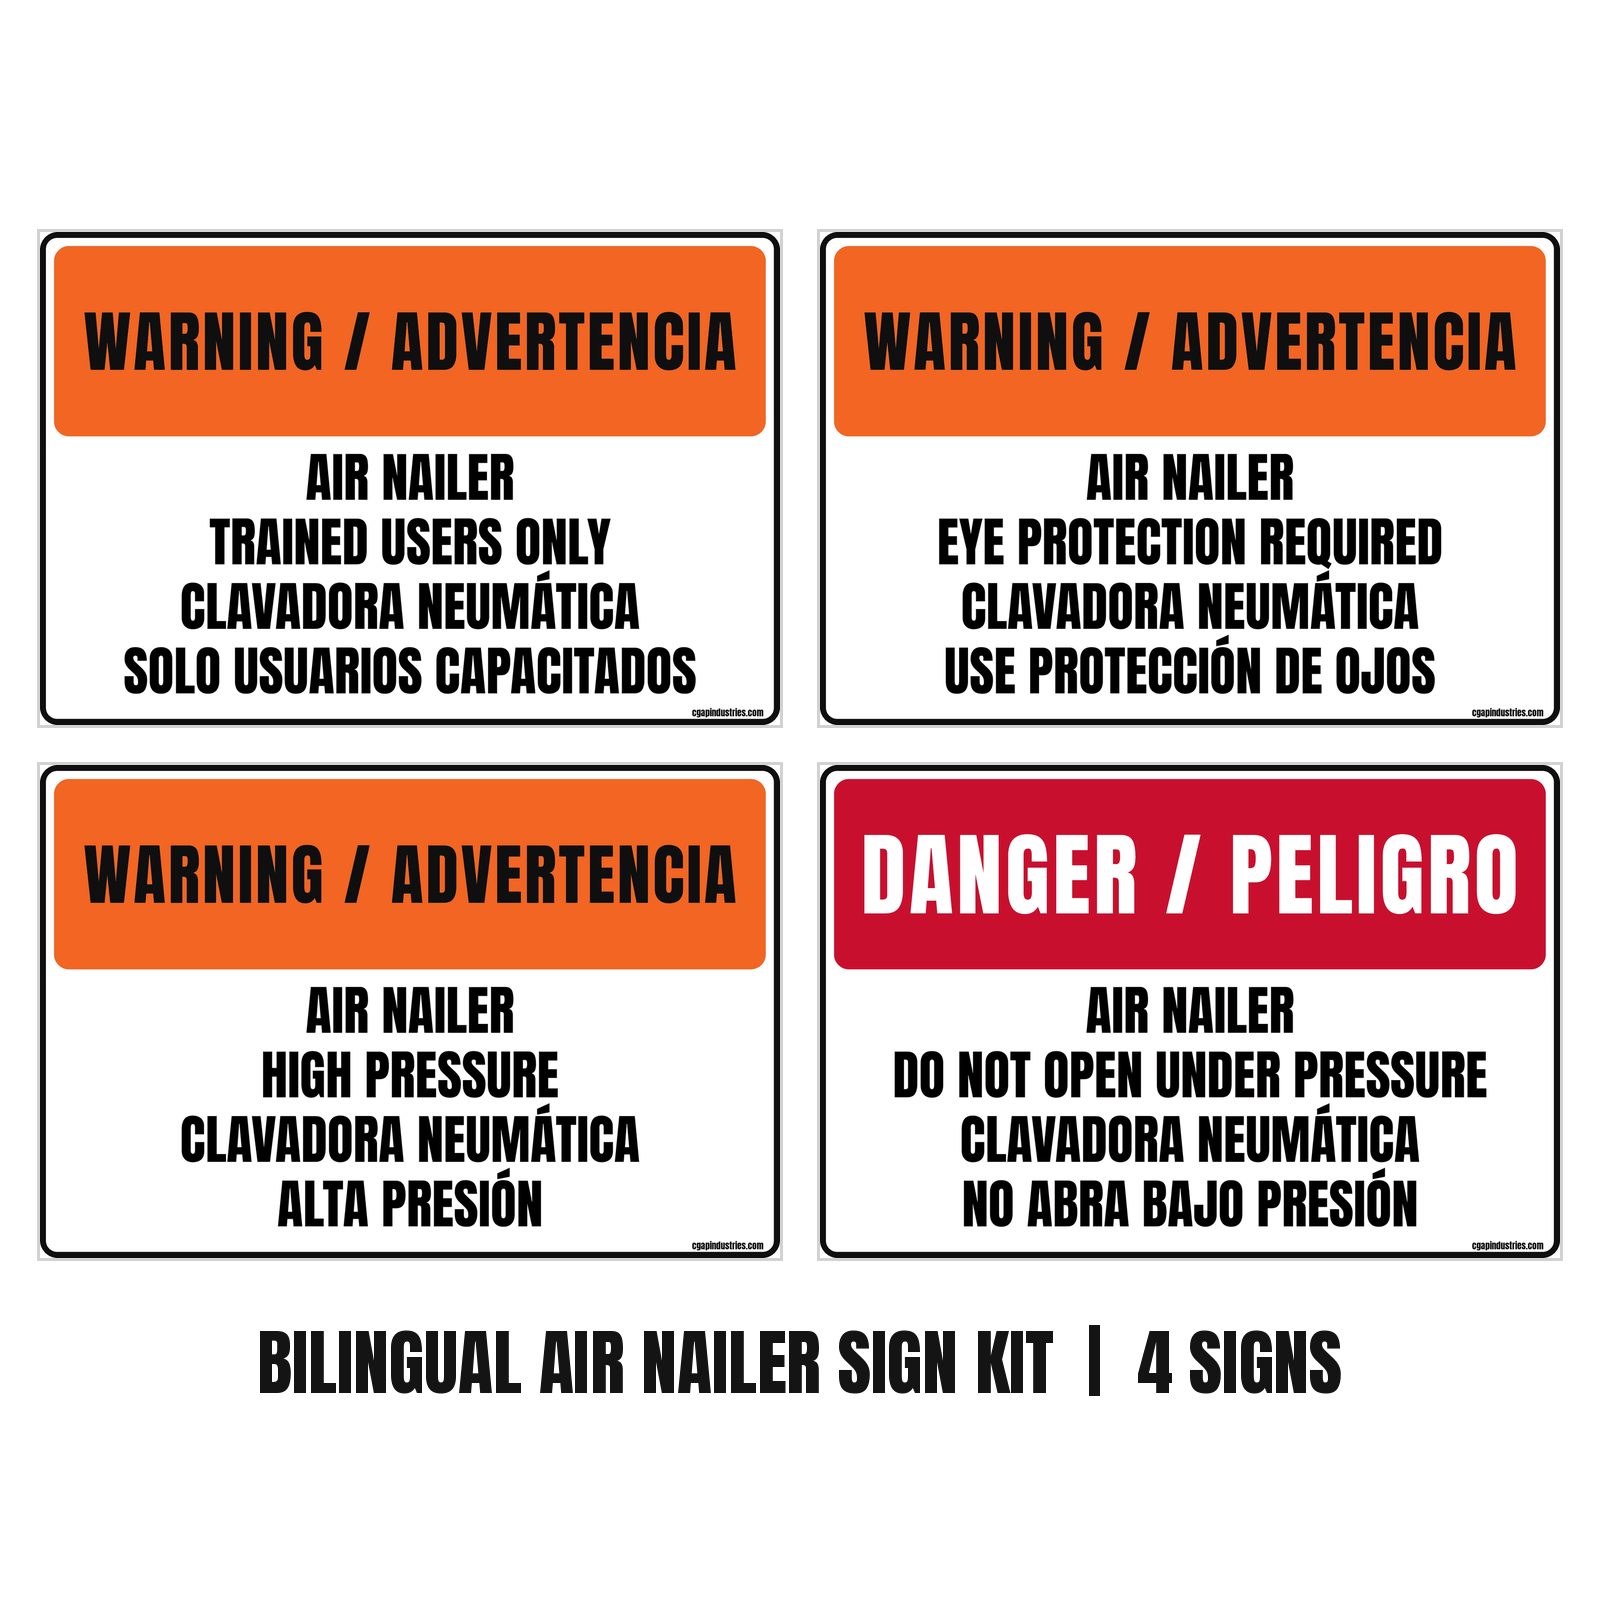 WARNING / ADVERTENCIA
AIR NAILER
TRAINED USERS ONLY
CLAVADORA NEUMÁTICA
SOLO USUARIOS CAPACITADOS
cgapindustries.com
WARNING / ADVERTENCIA
AIR NAILER
EYE PROTECTION REQUIRED
CLAVADORA NEUMÁTICA
USE PROTECCIÓN DE OJOS
cgapindustries.com
WARNING / ADVERTENCIA
AIR NAILER
HIGH PRESSURE
CLAVADORA NEUMÁTICA
ALTA PRESIÓN
cgapindustries.com
DANGER / PELIGRO
AIR NAILER
DO NOT OPEN UNDER PRESSURE
CLAVADORA NEUMÁTICA
NO ABRA BAJO PRESIÓN
cgapindustries.com
BILINGUAL AIR NAILER SIGN KIT | 4 SIGNS